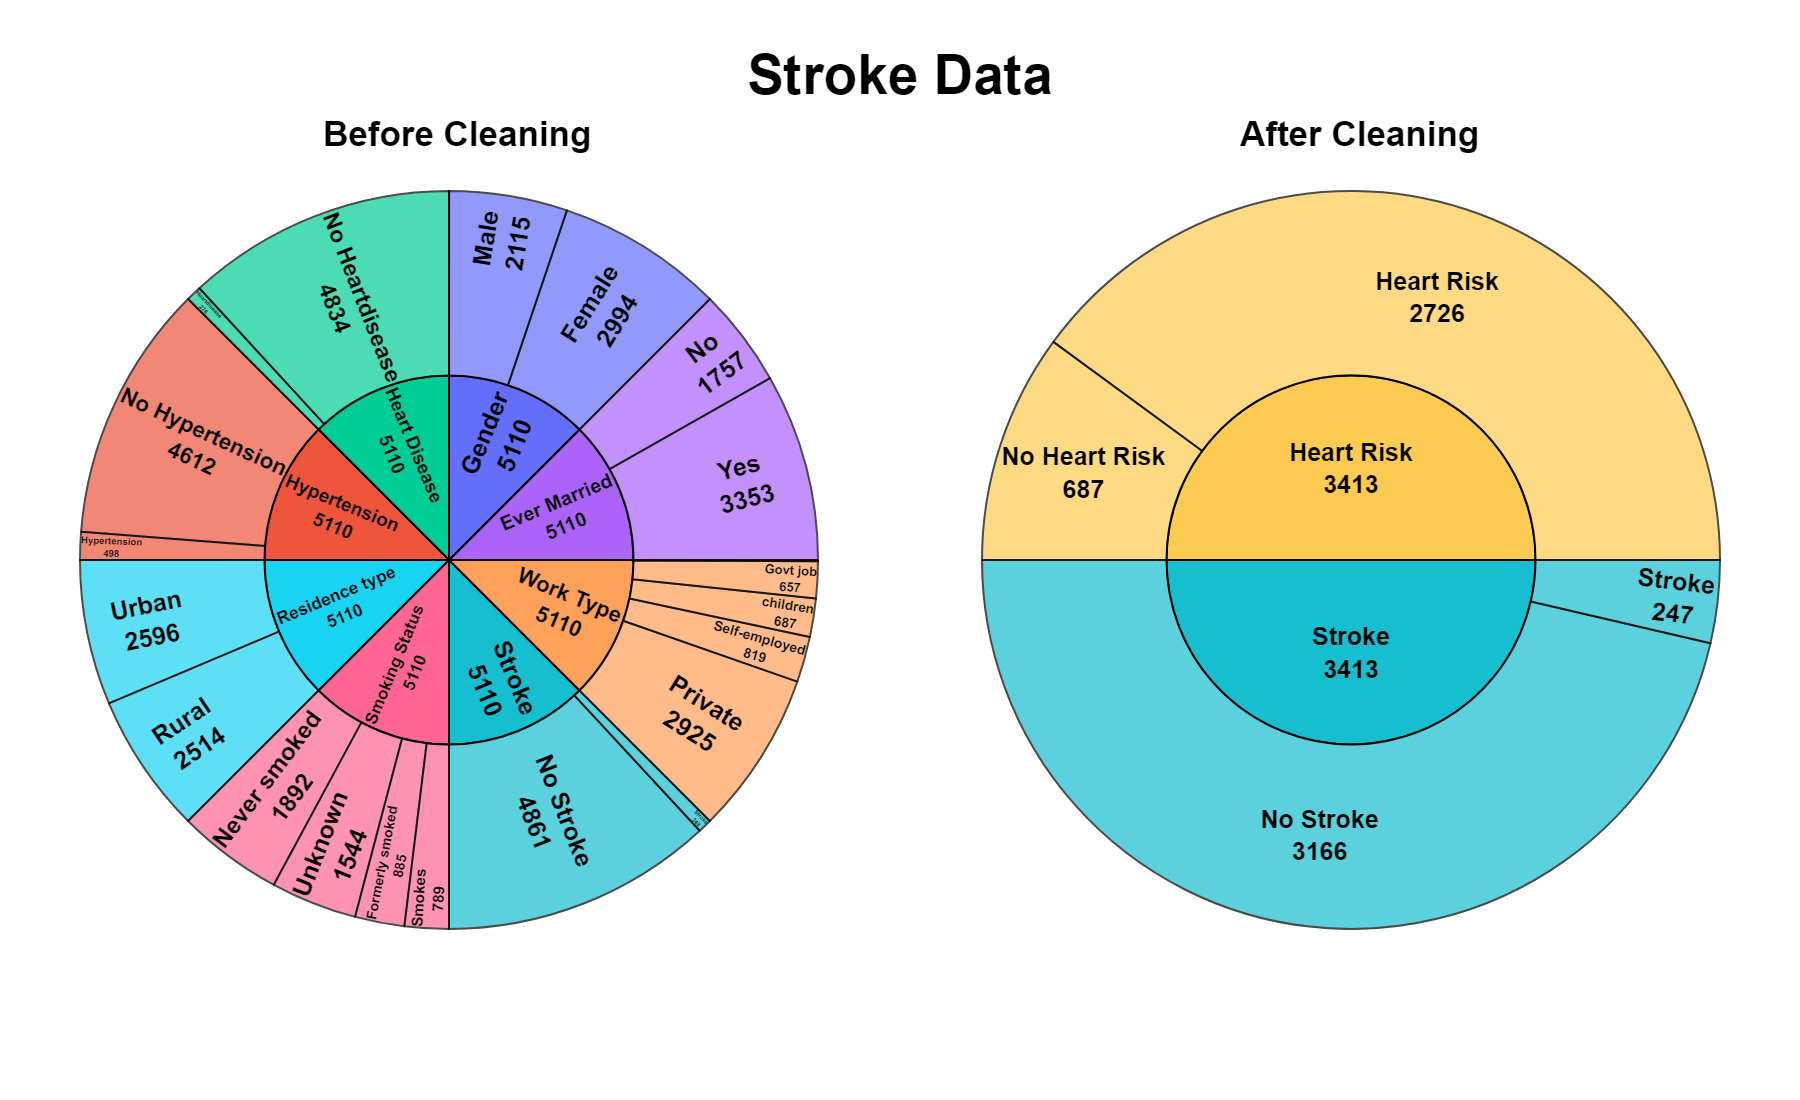 Stroke Data
Before Cleaning
After Cleaning
Male
2115
Female
2994
Gender
5110
No
1757
Yes
3353
Ever Married
5110
Govt job
657
children
687
Self-employed
819
Private
2925
Work Type
5110
Stroke
5110
No Stroke
4861
Smoking Status
5110
Smokes
789
Formerly smoked
885
Unknown
1544
Never smoked
1892
Residence type
5110
Rural
2514
Urban
2596
Hypertension
5110
Hypertension
498
No Hypertension
4612
Heart Disease
5110
No Heartdisease
4834
Heart Risk
2726
No Heart Risk
687
Heart Risk
3413
Stroke
3413
Stroke
247
No Stroke
3166